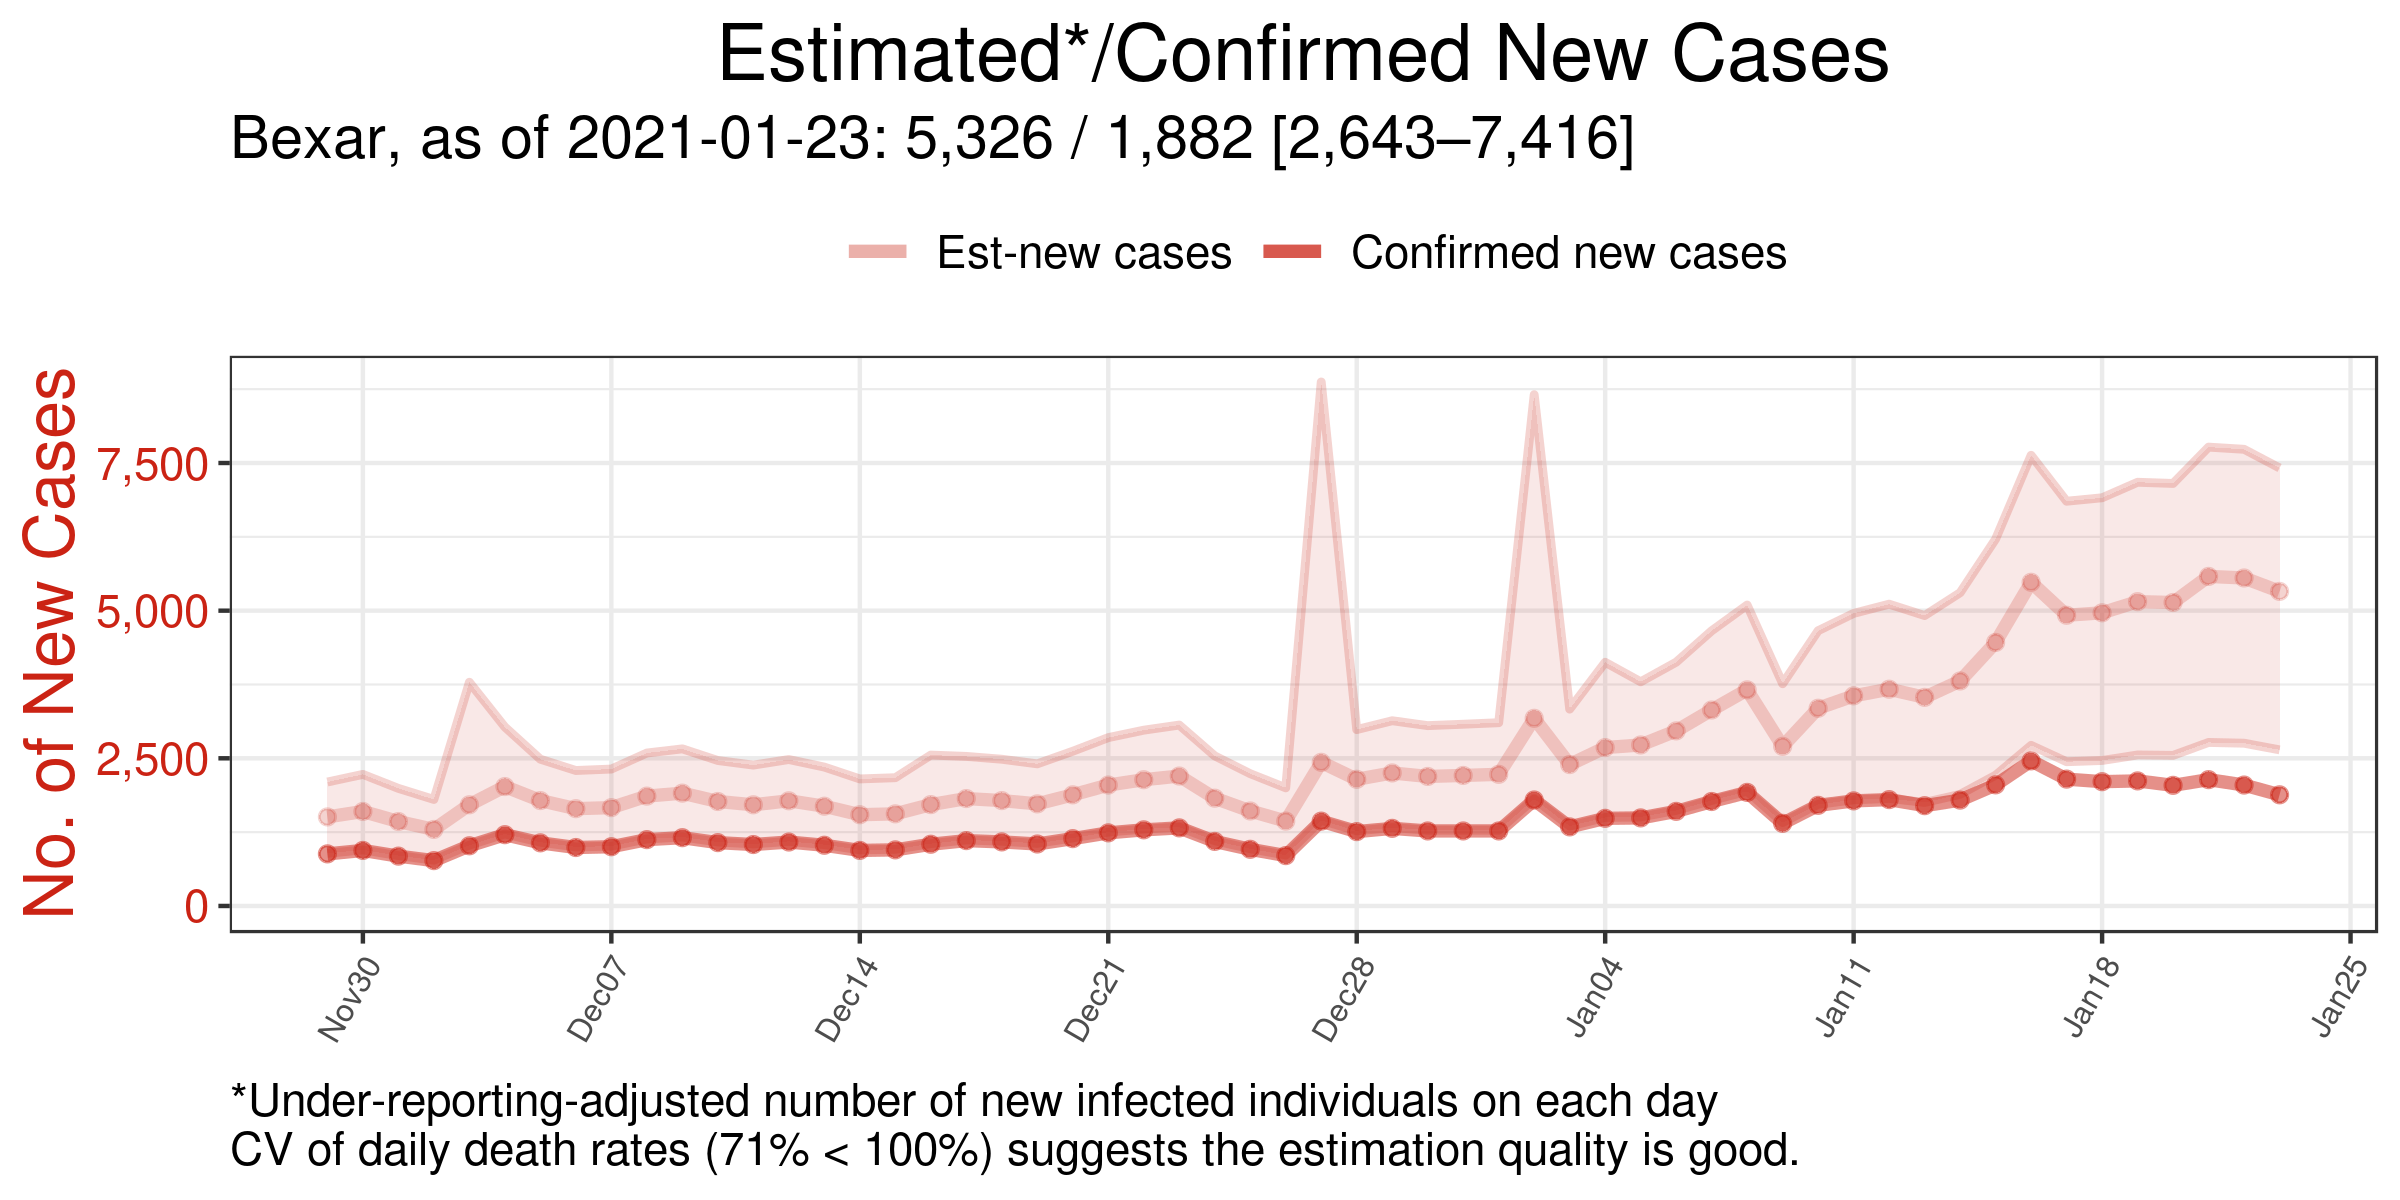 Estimated*/Confirmed New Cases
Bexar, as of 2021-01-23: 5,326 / 1,882 [2,643–7,416]
Est-new cases
Confirmed new cases
No. of New Cases
7,500
5,000
2,500
0
Nov30
Dec07
Dec14
Dec21
Dec28
Jan04
Jan11
Jan18
Jan25
*Under-reporting-adjusted number of new infected individuals on each day
CV of daily death rates (71% < 100%) suggests the estimation quality is good.